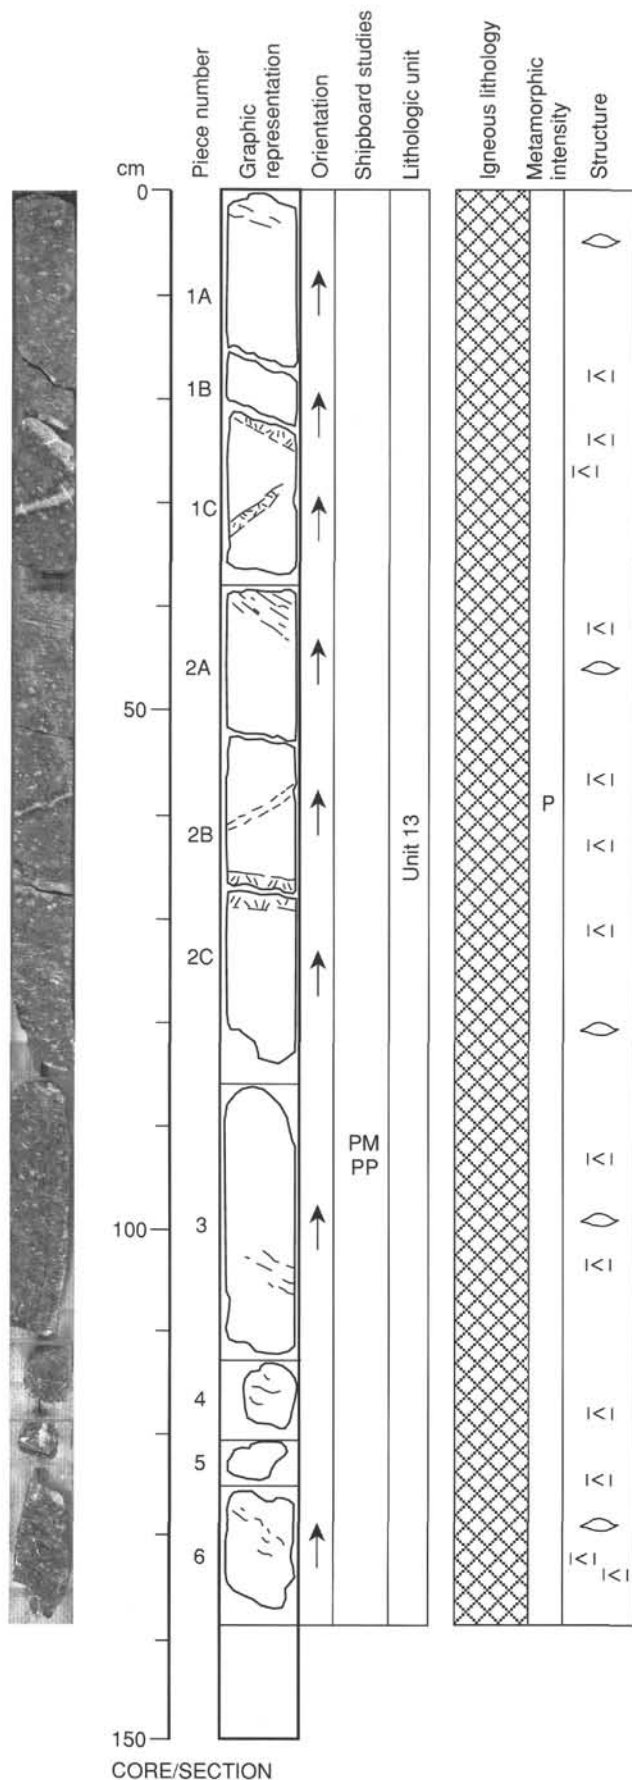 cm
Piece number
Graphic
representation
Orientation
Shipboard studies
Lithologic unit
Igneous lithology
Metamorphic
intensity
Structure
0
1A
1B
1C
2A
50
2B
P
Unit 13
2C
PM
PP
3
100
4
5
6
150
CORE/SECTION